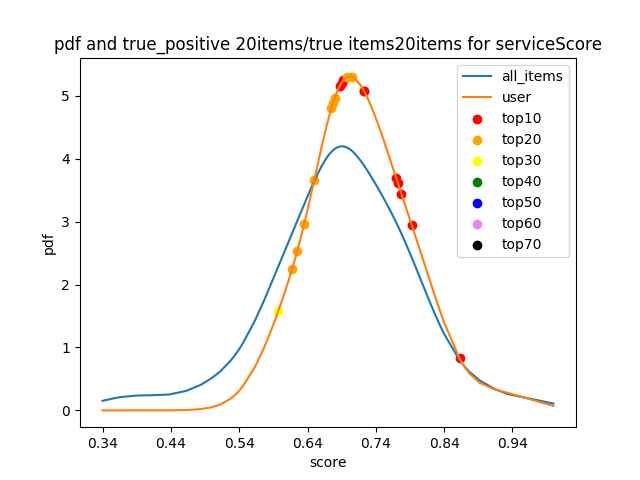 pdf and true_positive 20items/true items20items for serviceScore
all_items
user
top10
top20
top30
top40
top50
top60
top70
5
4
3
2
1
0
pdf
0.34 0.44 0.54 0.64 0.74 0.84 0.94
score